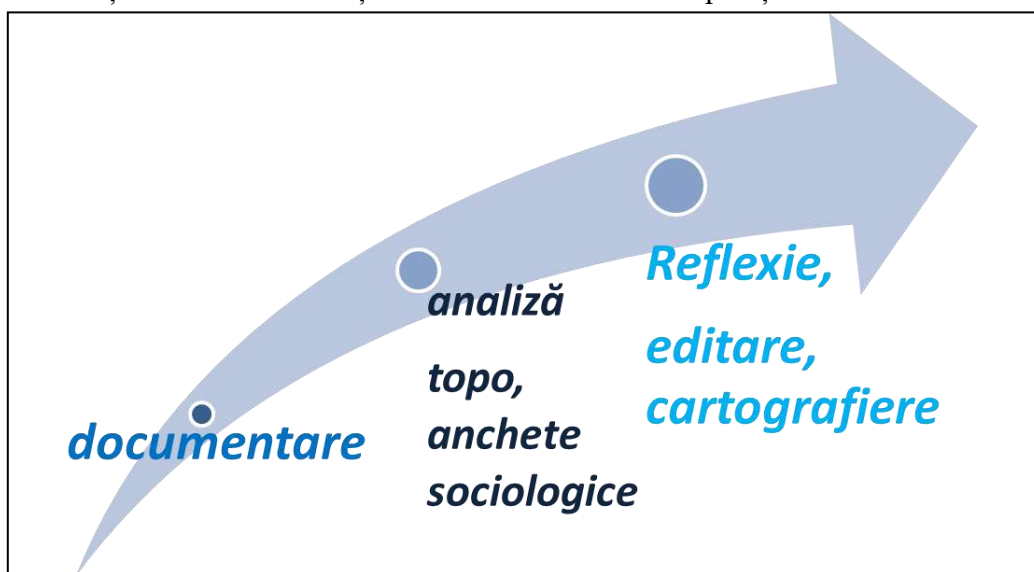 documentare
analiză
topo,
anchete
sociologice
Reflexie,
editare,
cartografiere